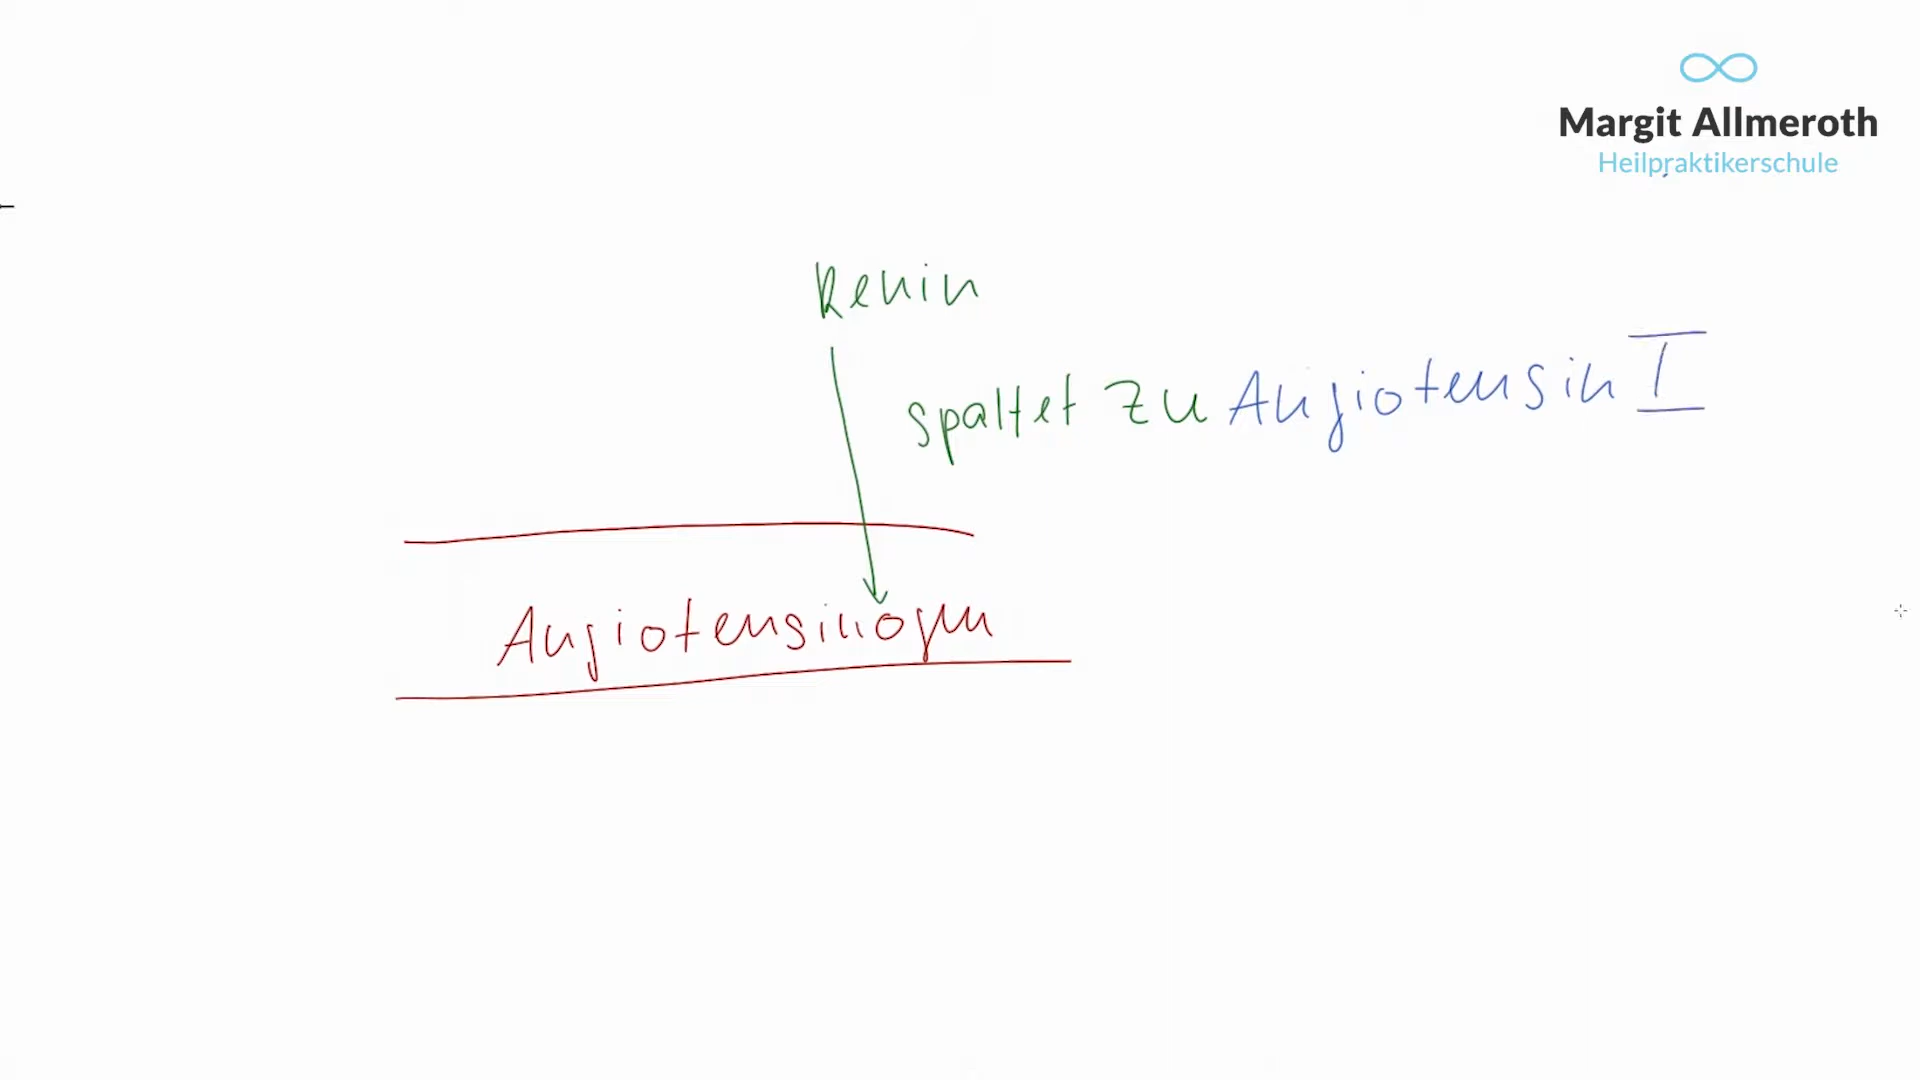 Margit Allmeroth
Heilpraktikerschule
Renin
spaltet zu Angiotensin I
Angiotensinogen